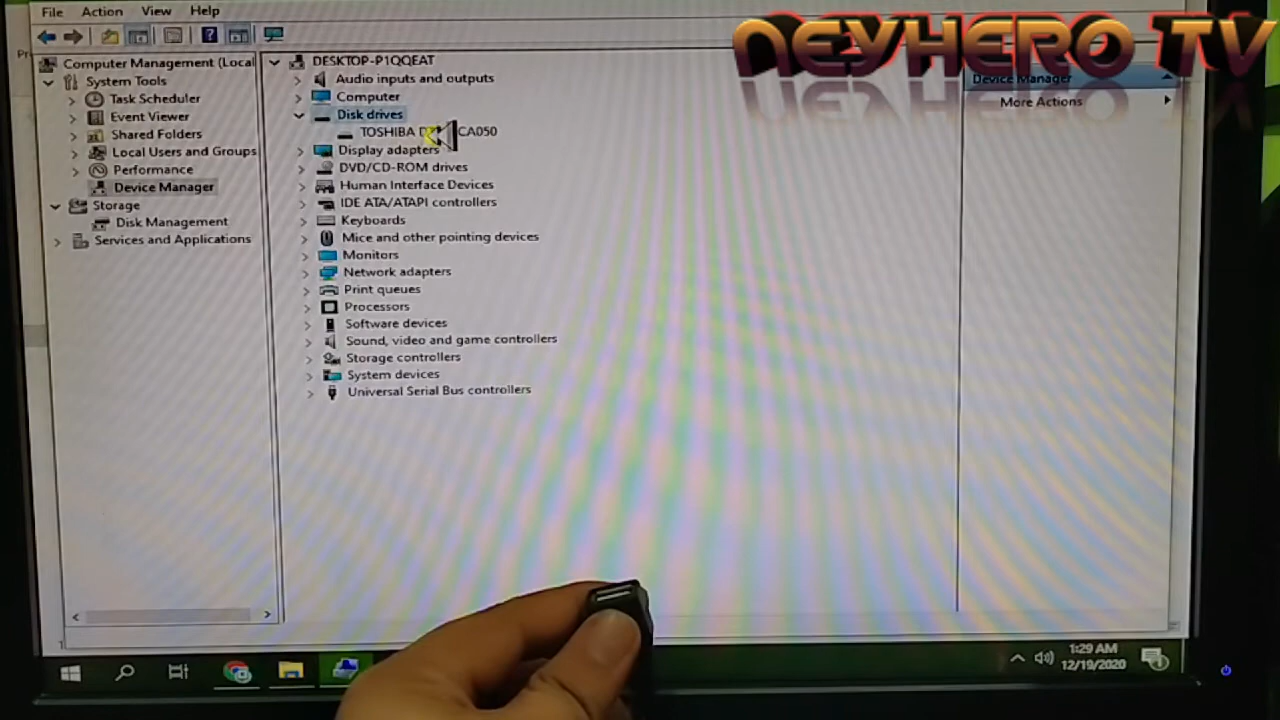 File Action View Help
NEYHERO TV
Computer Management (Local
System Tools
Task Scheduler
Event Viewer
Shared Folders
Local Users and Groups
Performance
Device Manager
Storage
Disk Management
Services and Applications
DESKTOP-P1QQEAT
Audio inputs and outputs
Computer
Disk drives
TOSHIBA CA050
Display adapters
DVD/CD-ROM drives
Human Interface Devices
IDE ATA/ATAPI controllers
Keyboards
Mice and other pointing devices
Monitors
Network adapters
Print queues
Processors
Software devices
Sound, video and game controllers
Storage controllers
System devices
Universal Serial Bus controllers
Device Manager
More Actions
1:29 AM
12/19/2020